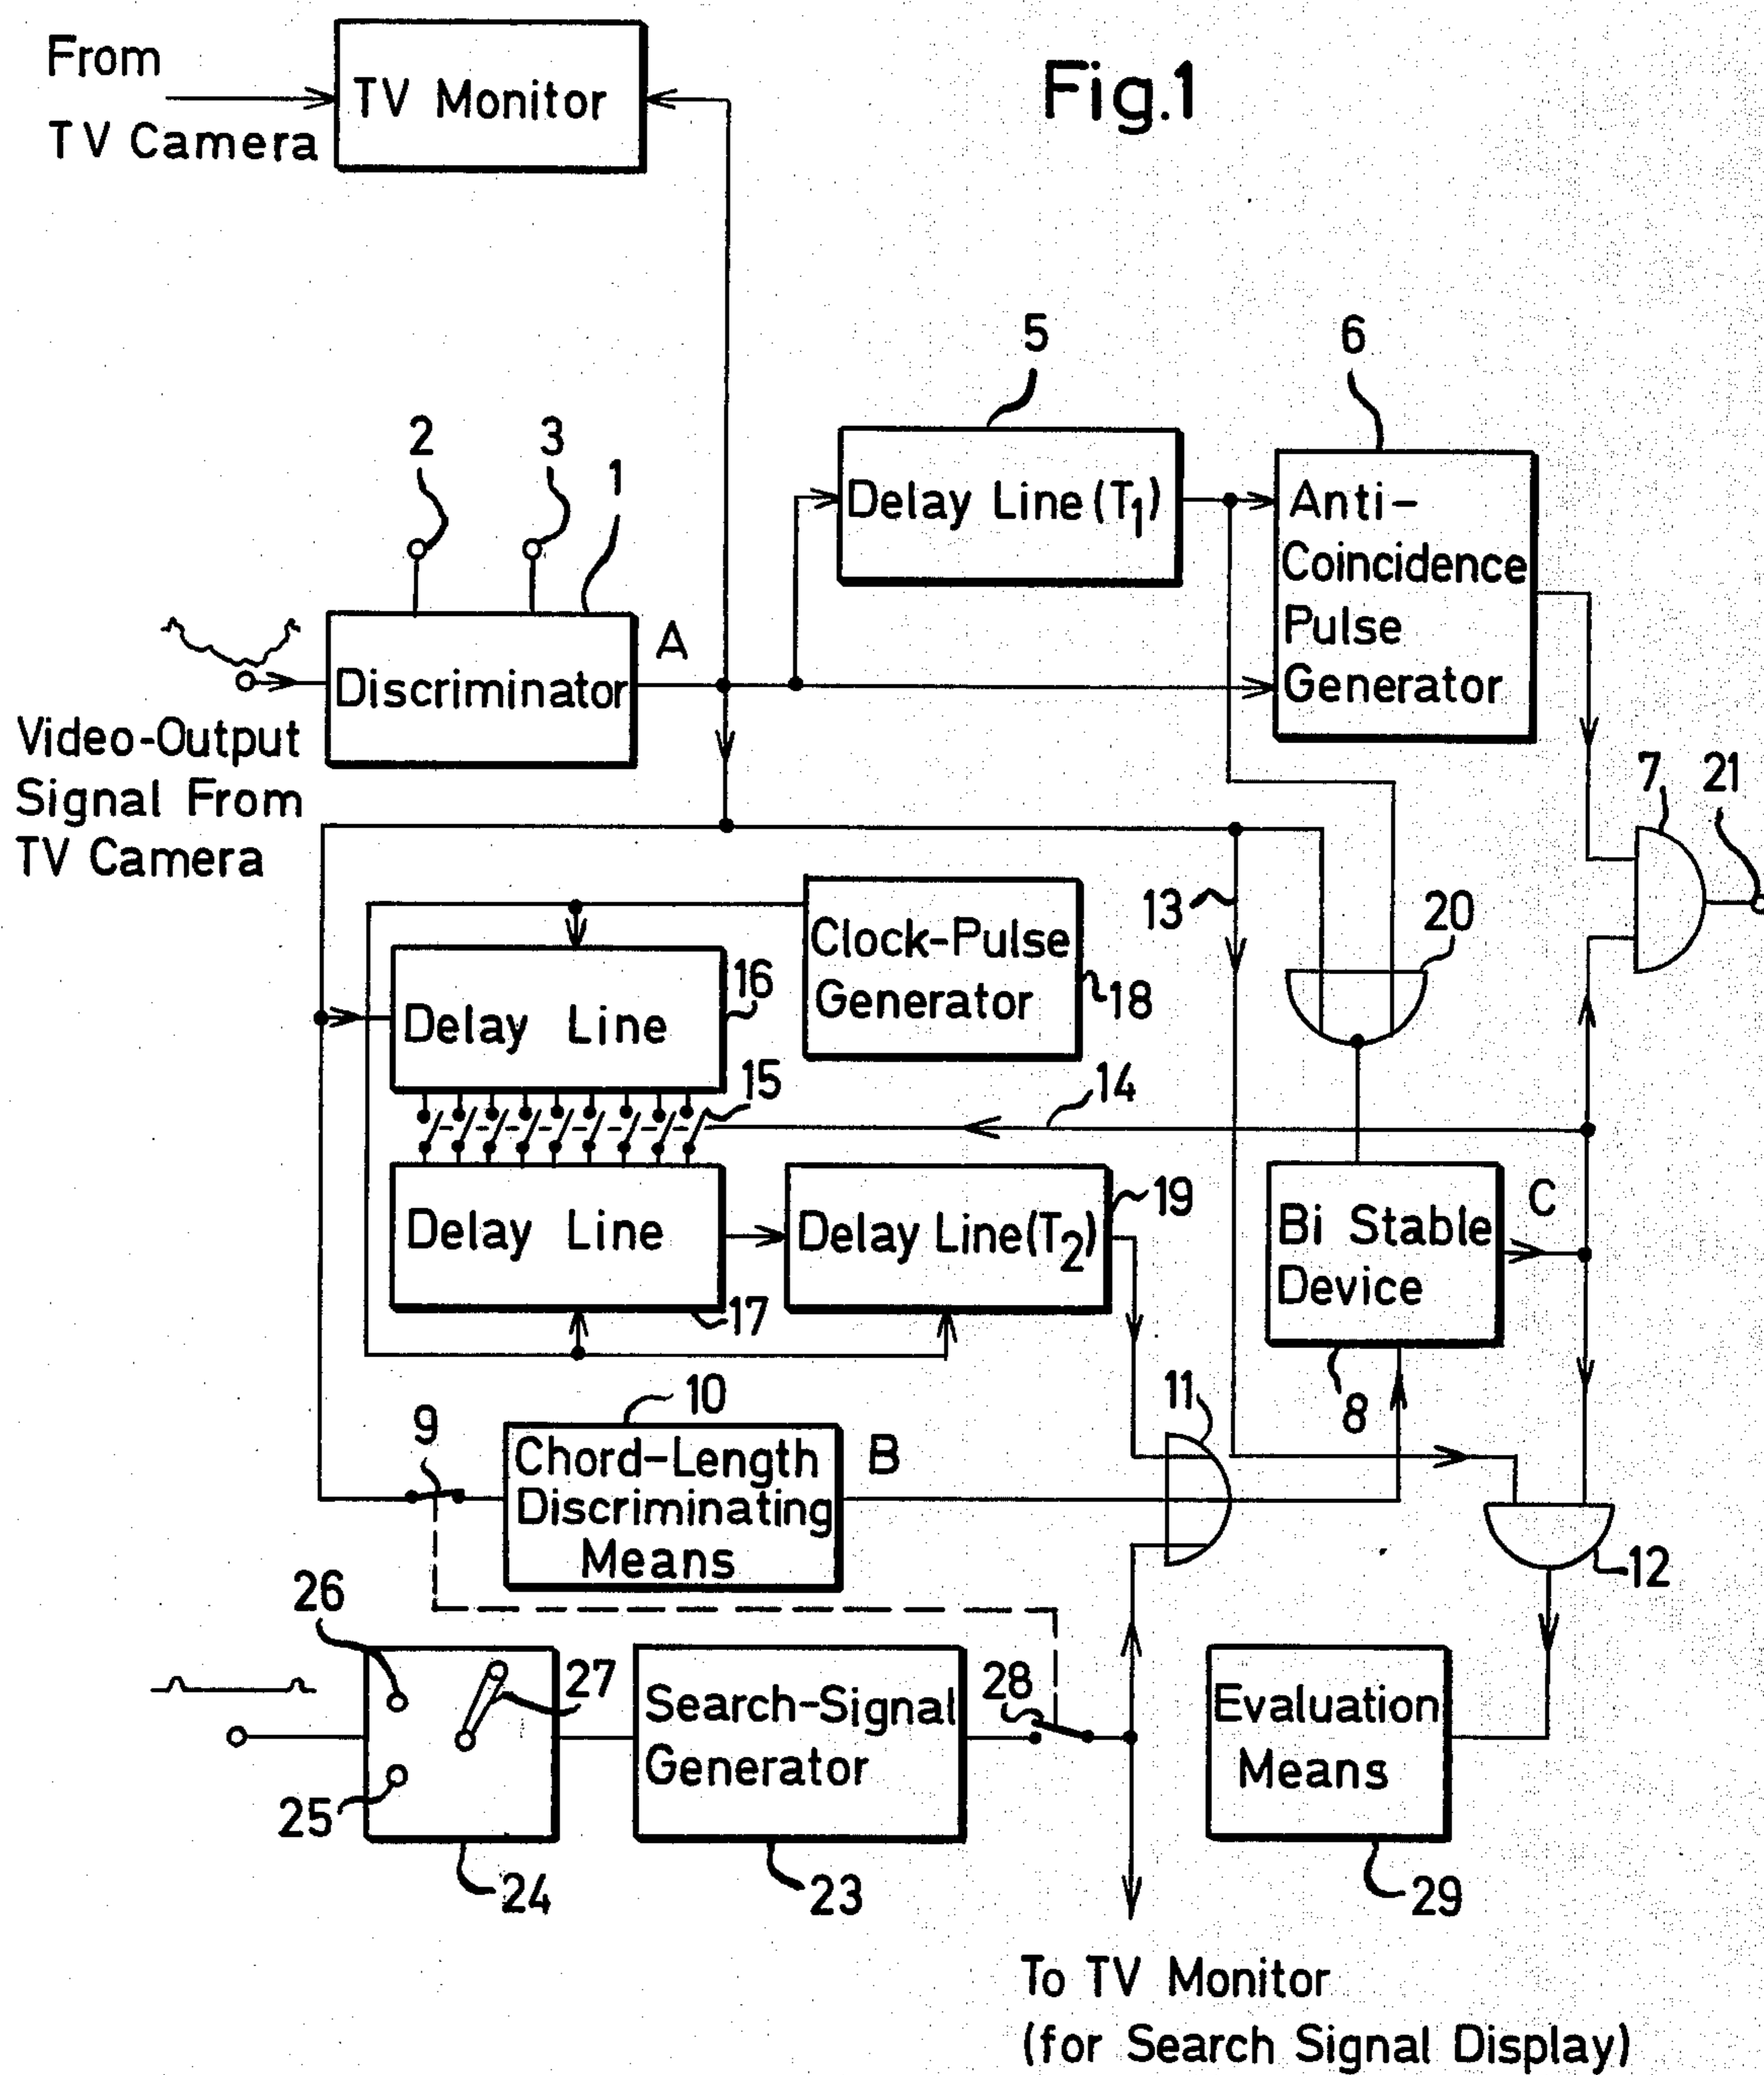 Fig.1
From
TV Camera
TV Monitor
5
6
2
3
1
Delay Line (T1)
Anti-
Coincidence
Pulse
Generator
A
Discriminator
Video-Output
Signal From
TV Camera
7
21
13
20
Clock-Pulse
Generator
18
16
Delay Line
15
14
Delay Line
17
Delay Line (T2)
19
Bi Stable
Device
C
8
9
10
Chord-Length
Discriminating
Means
B
11
12
26
27
25
24
Search-Signal
Generator
23
28
Evaluation
Means
29
To TV Monitor
(for Search Signal Display)